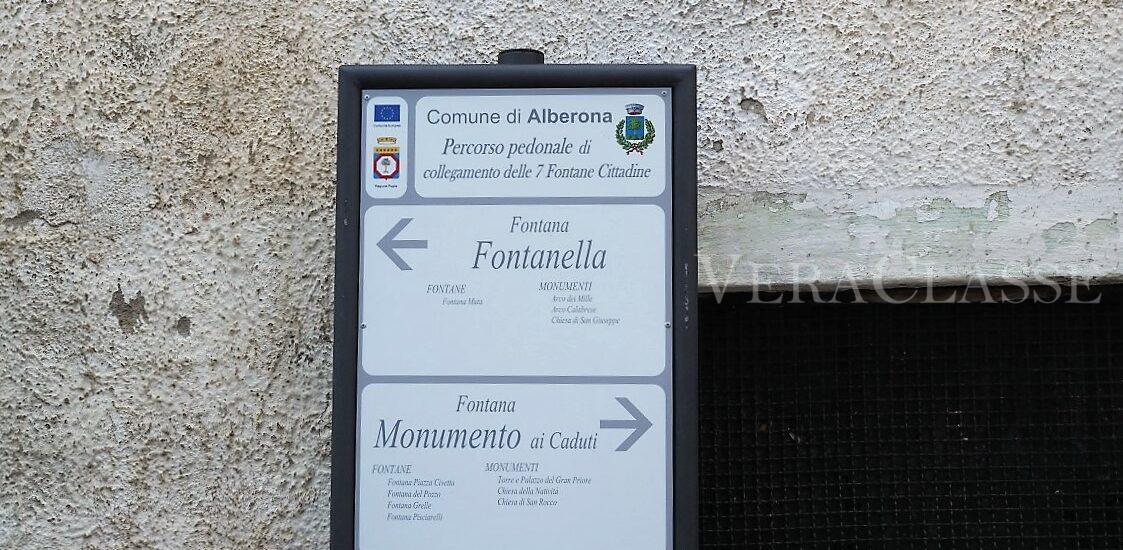 Comune di Alberona
Percorso pedonale di
collegamento delle 7 Fontane Cittadine
Regione Puglia
Fontana
Fontanella
FONTANE
Fontana Muta
MONUMENTI
Arco dei Mille
Arco Calabrese
Chiesa di San Giuseppe
Fontana
Monumento ai Caduti
FONTANE
Fontana Piazza Civetta
Fontana del Pozzo
Fontana Grelle
Fontana Pisciarelli
MONUMENTI
Torre e Palazzo del Gran Priore
Chiesa della Natività
Chiesa di San Rocco
VERACLASSE